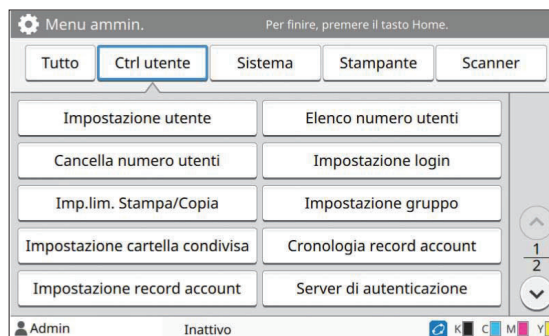 Menu ammin. Per finire, premere il tasto Home.
Tutto Ctrl utente Sistema Stampante Scanner
Impostazione utente Elenco numero utenti
Cancella numero utenti Impostazione login
Imp.lim. Stampa/Copia Impostazione gruppo
Impostazione cartella condivisa Cronologia record account
Impostazione record account Server di autenticazione
1
2
Admin Inattivo K C M Y